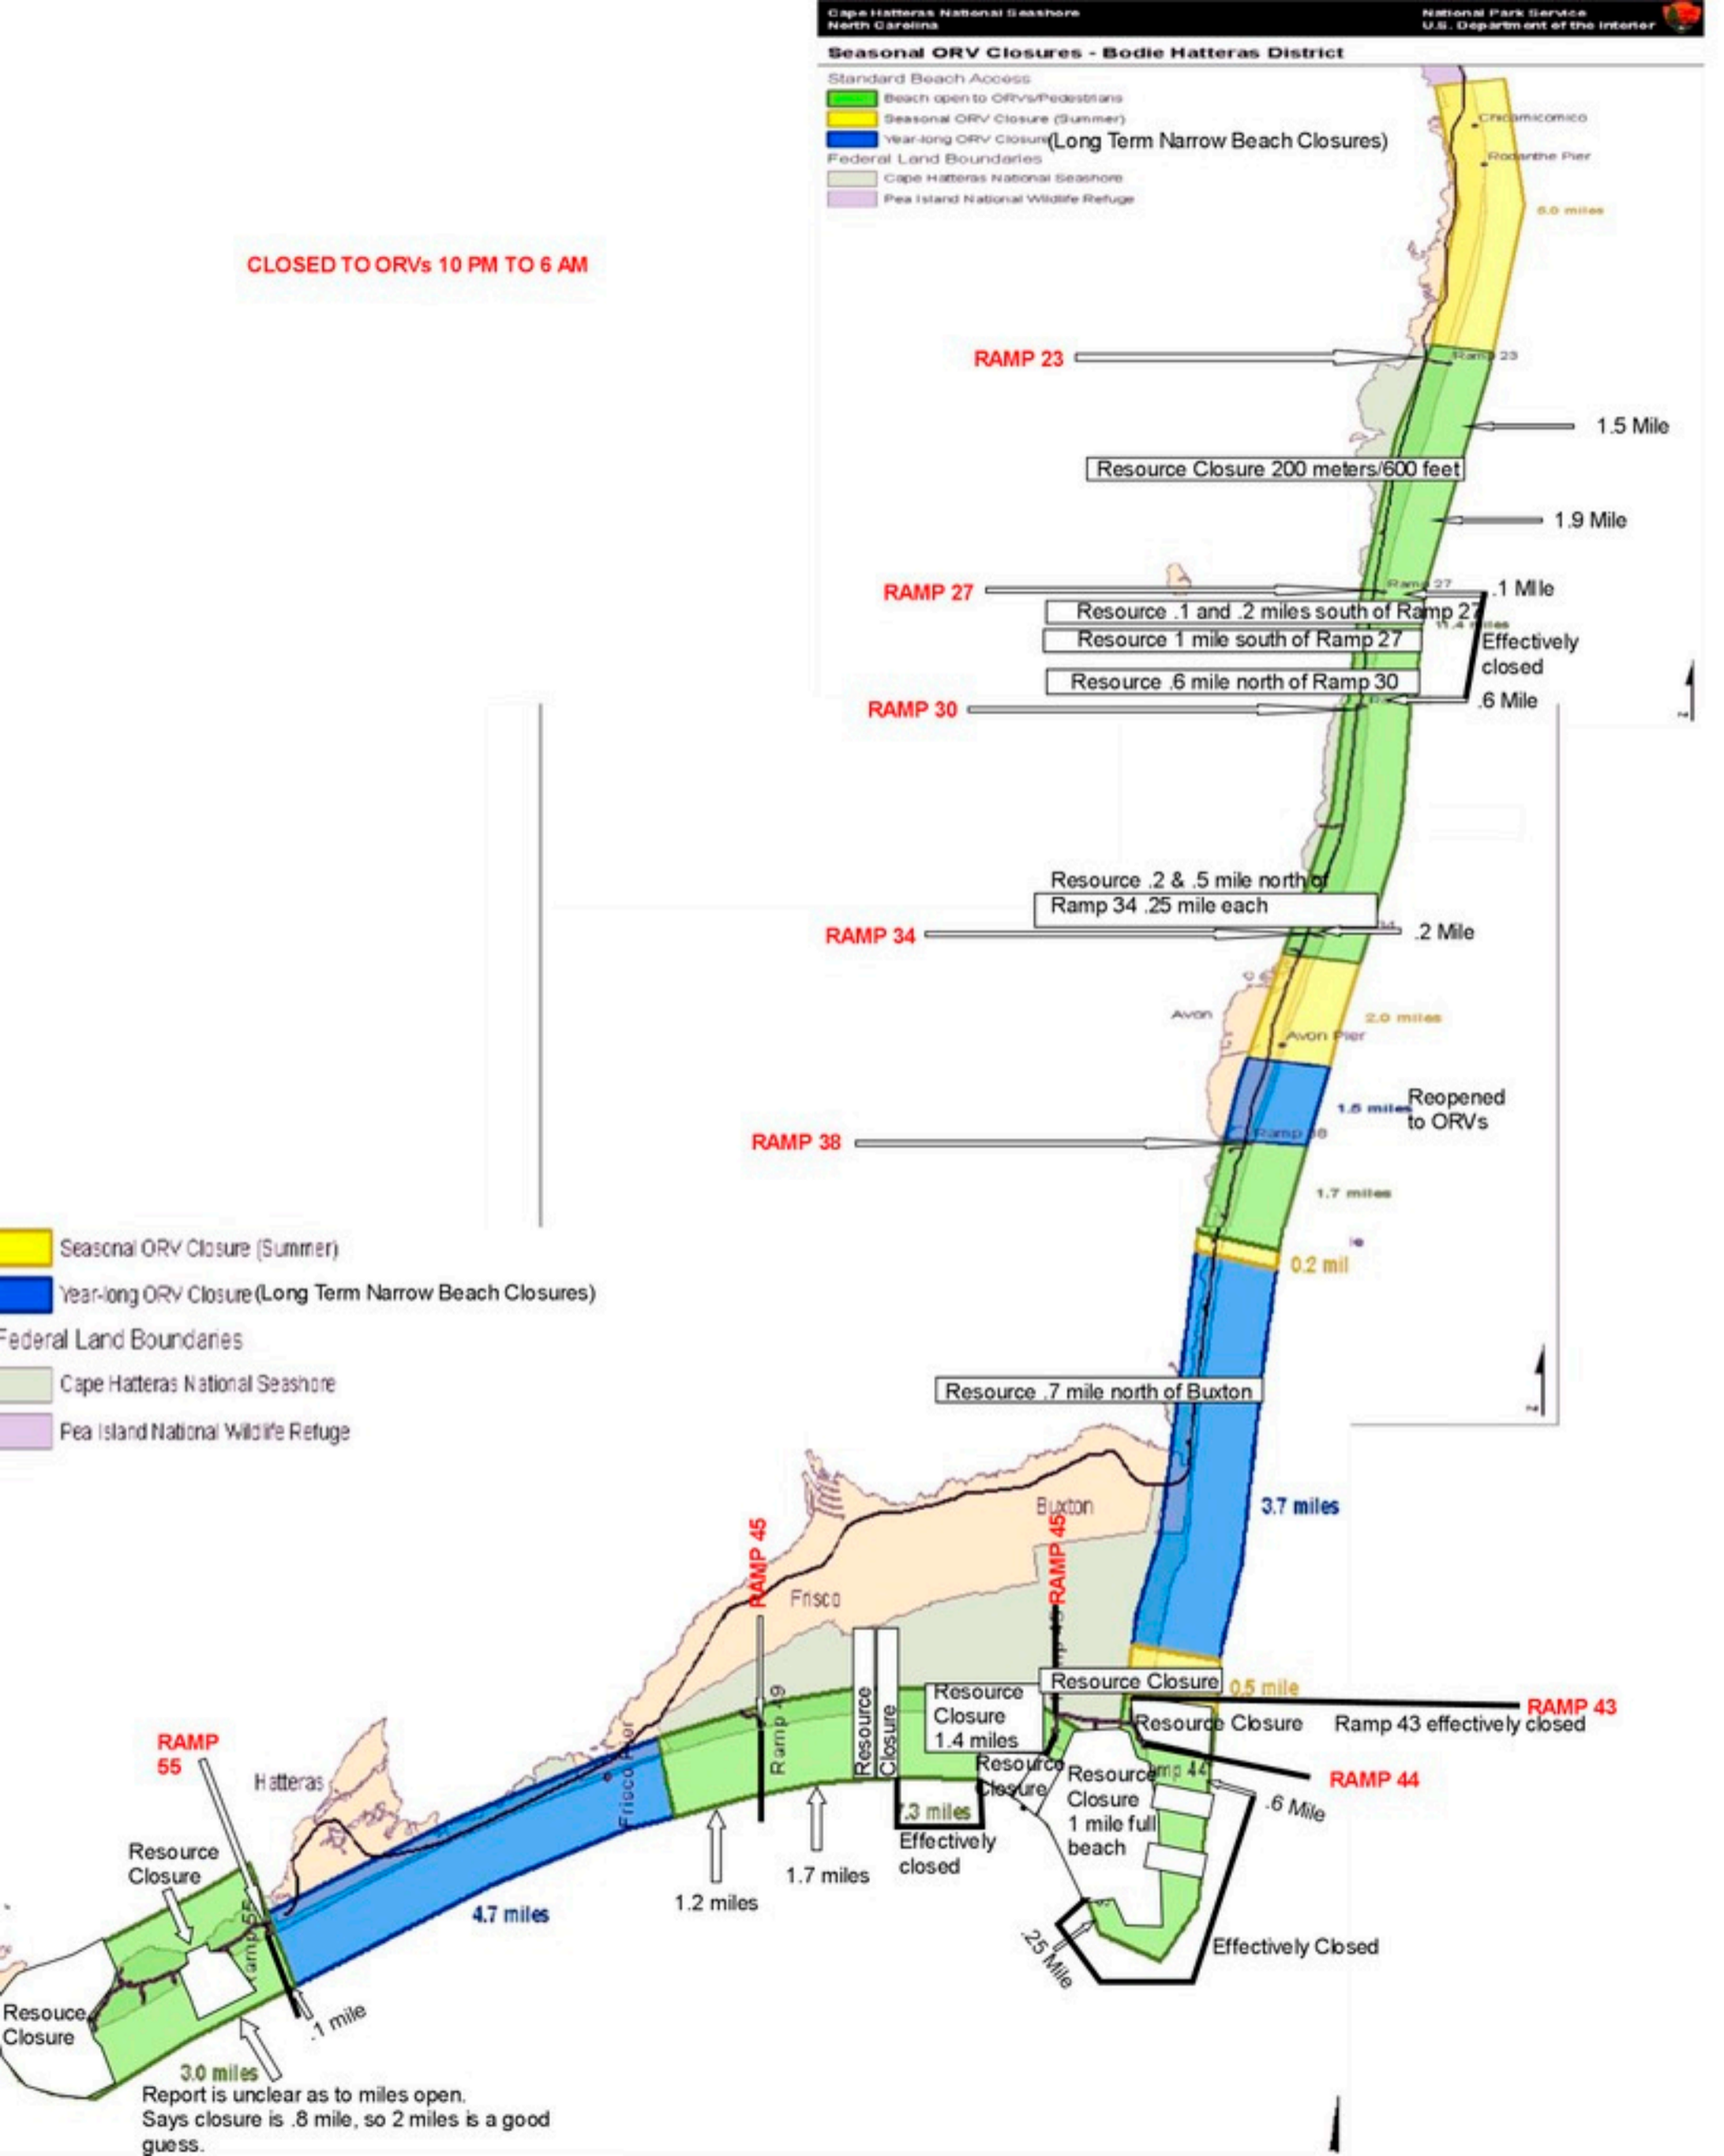 Cape Hatteras National Seashore
North Carolina
National Park Service
U.S. Department of the Interior
Seasonal ORV Closures - Bodie Hatteras District
Standard Beach Access
Beach open to ORVs/Pedestrians
Seasonal ORV Closure (Summer)
Year-long ORV Closure(Long Term Narrow Beach Closures)
Federal Land Boundaries
Cape Hatteras National Seashore
Pea Island National Wildlife Refuge
Chicamicomico
Rodanthe Pier
6.0 miles
CLOSED TO ORVs 10 PM TO 6 AM
RAMP 23
Ramp 23
1.5 Mile
Resource Closure 200 meters/600 feet
1.9 Mile
RAMP 27
Ramp 27
.1 MIle
Resource .1 and .2 miles south of Ramp 27
11.4 miles
Resource 1 mile south of Ramp 27
Effectively
closed
Resource .6 mile north of Ramp 30
.6 Mile
RAMP 30
Resource .2 & .5 mile north of
Ramp 34 .25 mile each
RAMP 34
.2 Mile
Avon
2.0 miles
Avon Pier
1.5 miles
Reopened
to ORVs
RAMP 38
Ramp 38
1.7 miles
0.2 mil
Seasonal ORV Closure (Summer)
Year-long ORV Closure(Long Term Narrow Beach Closures)
Federal Land Boundaries
Cape Hatteras National Seashore
Pea Island National Wildlife Refuge
Resource .7 mile north of Buxton
Buxton
3.7 miles
RAMP 45
RAMP 45
Frisco
Resource Closure
0.5 mile
RAMP 43
Resource Closure
Ramp 43 effectively closed
Resource
Closure
1.4 miles
Resource
Closure
Ramp 49
Resource
Closure
RAMP 44
mp 44
Resource
Closure
1 mile full
beach
.6 Mile
7.3 miles
Effectively
closed
1.7 miles
1.2 miles
Frisco Pier
RAMP
55
Hatteras
Resource
Closure
4.7 miles
Ramp 55
.25 Mile
Effectively Closed
Resouce
Closure
.1 mile
3.0 miles
Report is unclear as to miles open.
Says closure is .8 mile, so 2 miles is a good
guess.